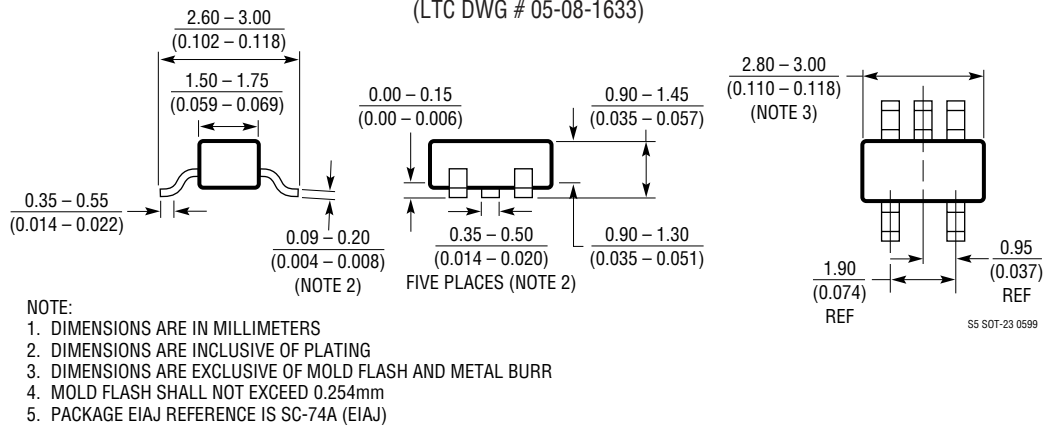 (LTC DWG # 05-08-1633)
2.60 – 3.00
(0.102 – 0.118)
1.50 – 1.75
(0.059 – 0.069)
0.35 – 0.55
(0.014 – 0.022)
0.09 – 0.20
(0.004 – 0.008)
(NOTE 2)
0.00 – 0.15
(0.00 – 0.006)
0.90 – 1.45
(0.035 – 0.057)
0.35 – 0.50
(0.014 – 0.020)
FIVE PLACES (NOTE 2)
0.90 – 1.30
(0.035 – 0.051)
2.80 – 3.00
(0.110 – 0.118)
(NOTE 3)
1.90
(0.074)
REF
0.95
(0.037)
REF
S5 SOT-23 0599
NOTE:
1. DIMENSIONS ARE IN MILLIMETERS
2. DIMENSIONS ARE INCLUSIVE OF PLATING
3. DIMENSIONS ARE EXCLUSIVE OF MOLD FLASH AND METAL BURR
4. MOLD FLASH SHALL NOT EXCEED 0.254mm
5. PACKAGE EIAJ REFERENCE IS SC-74A (EIAJ)